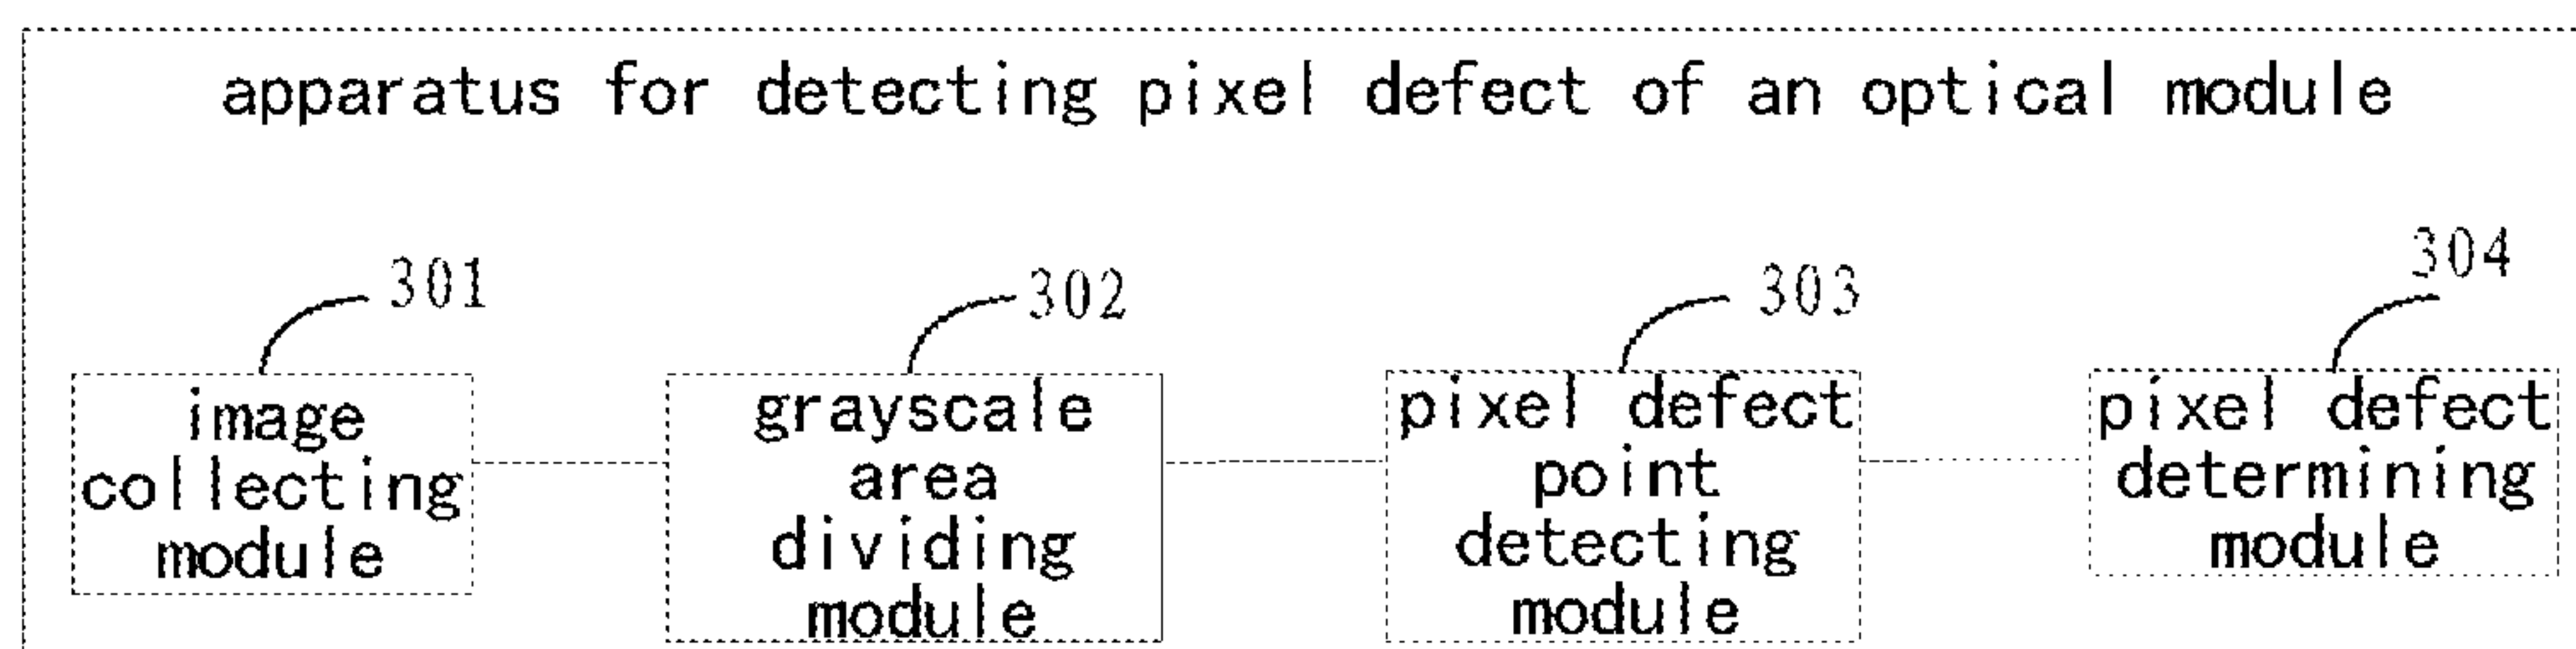 apparatus for detecting pixel defect of an optical module
301
302
303
304
image
collecting
module
grayscale
area
dividing
module
pixel defect
point
detecting
module
pixel defect
determining
module